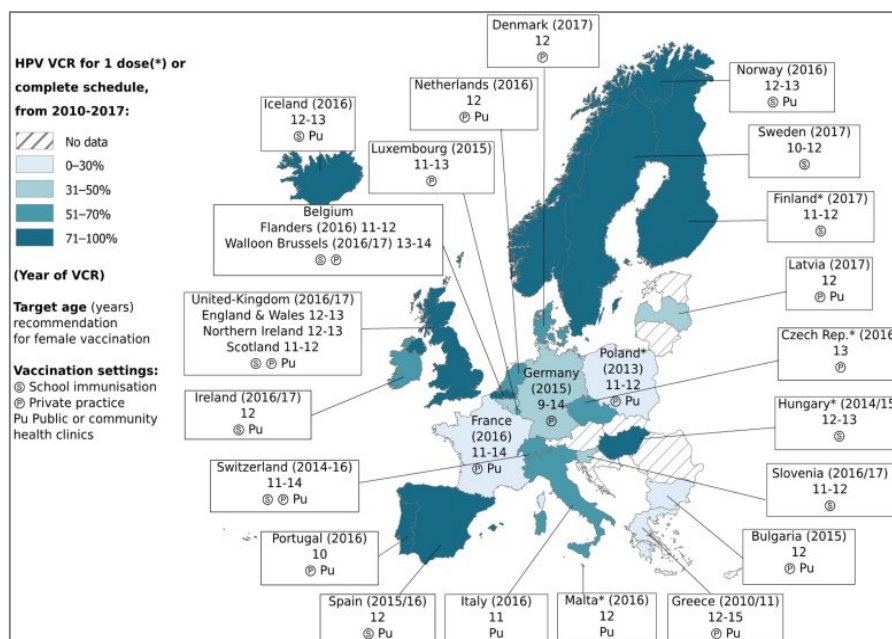 HPV VCR for 1 dose(*) or
complete schedule,
from 2010-2017:
No data
0–30%
31–50%
51–70%
71–100%
(Year of VCR)
Target age (years)
recommendation
for female vaccination
Vaccination settings:
Ⓢ School immunisation
Ⓟ Private practice
Pu Public or community
health clinics
Denmark (2017)
12
Ⓟ
Netherlands (2016)
12
Ⓟ Pu
Norway (2016)
12-13
Ⓢ Pu
Iceland (2016)
12-13
Ⓢ Pu
Luxembourg (2015)
11-13
Ⓟ
Sweden (2017)
10-12
Ⓢ
Belgium
Flanders (2016) 11-12
Walloon Brussels (2016/17) 13-14
Ⓢ Ⓟ
Finland* (2017)
11-12
Ⓢ
Latvia (2017)
12
Ⓟ Pu
United-Kingdom (2016/17)
England & Wales 12-13
Northern Ireland 12-13
Scotland 11-12
Ⓢ Ⓟ Pu
Czech Rep.* (2016
13
Ⓟ
Poland*
(2013)
11-12
Ⓟ Pu
Germany
(2015)
9-14
Ⓟ
Ireland (2016/17)
12
Ⓢ Pu
Hungary* (2014/15
12-13
Ⓢ
France
(2016)
11-14
Ⓟ Pu
Switzerland (2014-16)
11-14
Ⓢ Ⓟ Pu
Slovenia (2016/17)
11-12
Ⓢ
Portugal (2016)
10
Ⓟ Pu
Bulgaria (2015)
12
Ⓟ Pu
Spain (2015/16)
12
Ⓢ Pu
Italy (2016)
11
Pu
Malta* (2016)
12
Pu
Greece (2010/11)
12-15
Ⓟ Pu